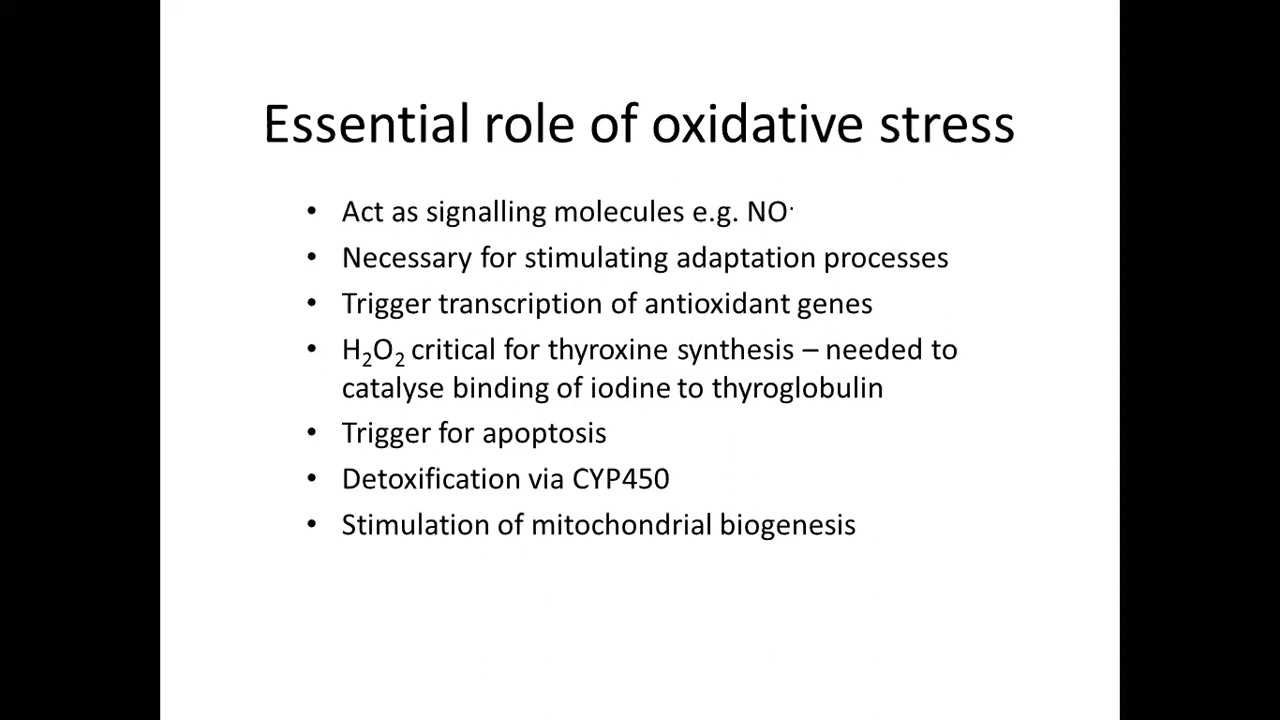 Essential role of oxidative stress
• Act as signalling molecules e.g. NO·
• Necessary for stimulating adaptation processes
• Trigger transcription of antioxidant genes
• H₂O₂ critical for thyroxine synthesis – needed to
catalyse binding of iodine to thyroglobulin
• Trigger for apoptosis
• Detoxification via CYP450
• Stimulation of mitochondrial biogenesis